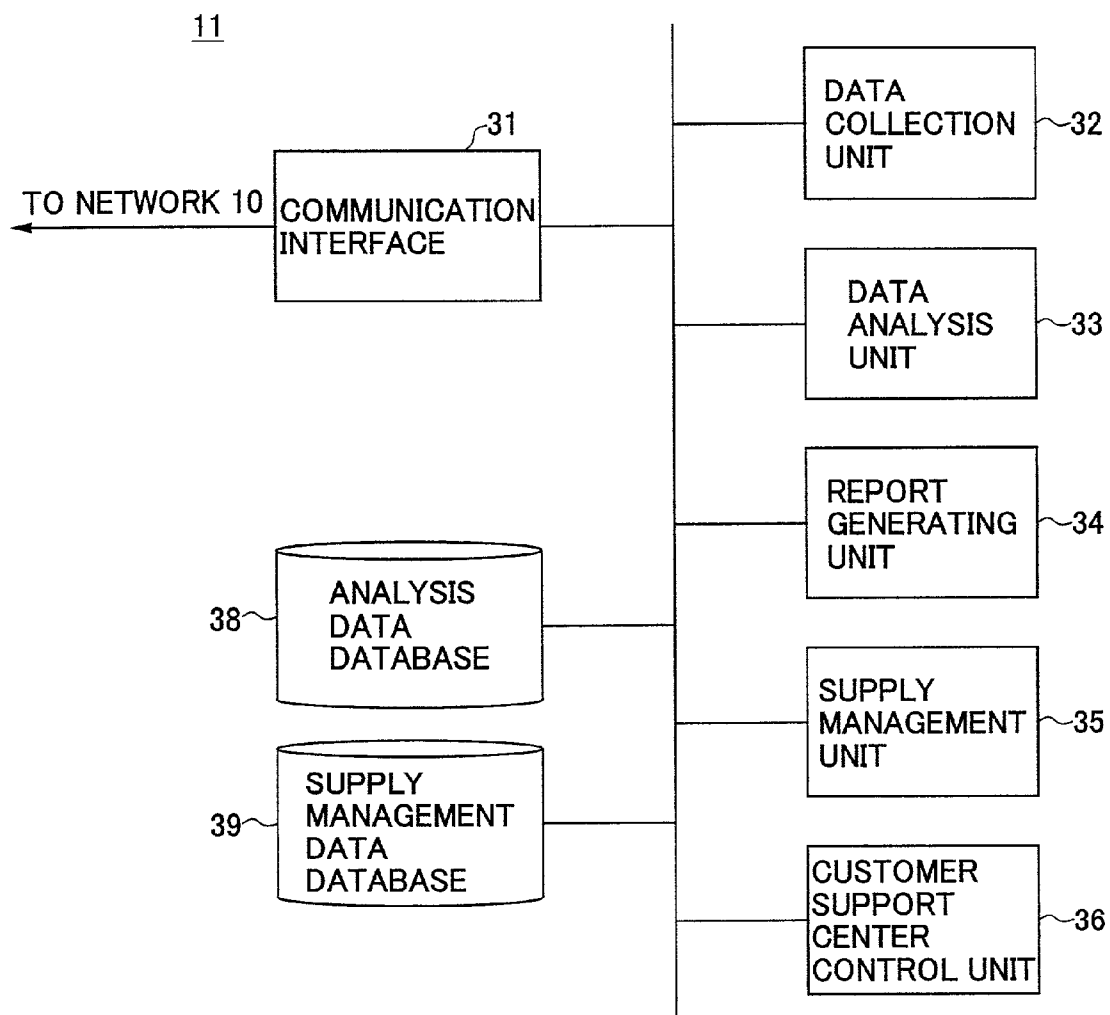 11
31
TO NETWORK 10
COMMUNICATION
INTERFACE
DATA
COLLECTION
UNIT
32
DATA
ANALYSIS
UNIT
33
REPORT
GENERATING
UNIT
34
38
ANALYSIS
DATA
DATABASE
SUPPLY
MANAGEMENT
UNIT
35
39
SUPPLY
MANAGEMENT
DATA
DATABASE
CUSTOMER
SUPPORT
CENTER
CONTROL UNIT
36